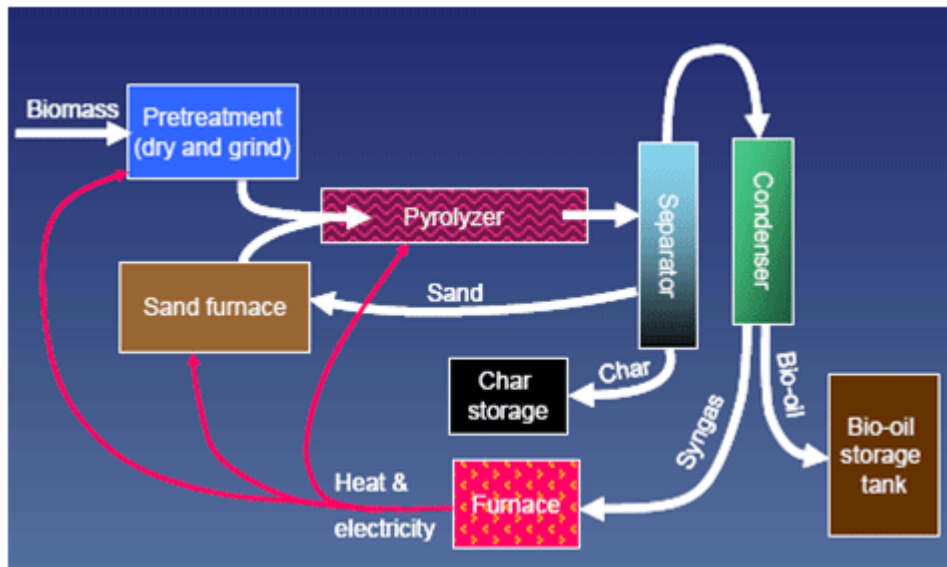 Biomass
Pretreatment
(dry and grind)
Pyrolyzer
Separator
Condenser
Sand furnace
Sand
Char
Char
storage
Syngas
Bio-oil
Bio-oil
storage
tank
Heat &
electricity
Furnace